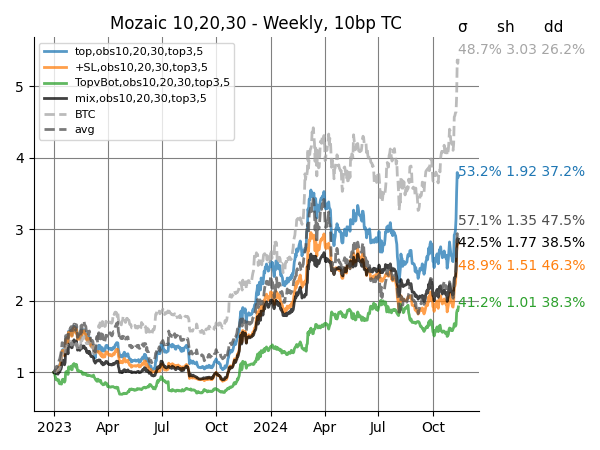 Mozaic 10,20,30 - Weekly, 10bp TC
σ sh dd
top,obs10,20,30,top3,5
+SL,obs10,20,30,top3,5
TopvBot,obs10,20,30,top3,5
mix,obs10,20,30,top3,5
BTC
avg
48.7% 3.03 26.2%
53.2% 1.92 37.2%
57.1% 1.35 47.5%
42.5% 1.77 38.5%
48.9% 1.51 46.3%
41.2% 1.01 38.3%
5
4
3
2
1
2023 Apr Jul Oct 2024 Apr Jul Oct